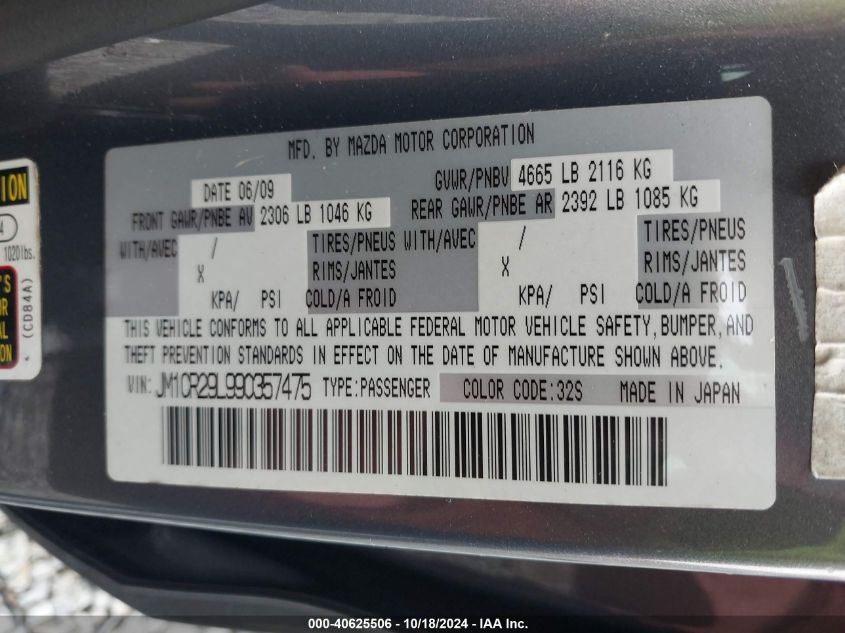 MFD. BY MAZDA MOTOR CORPORATION
DATE 06/09
GVWR/PNBV 4665 LB 2116 KG
FRONT GAWR/PNBE AV 2306 LB 1046 KG
REAR GAWR/PNBE AR 2392 LB 1085 KG
WITH/AVEC / TIRES/PNEUS WITH/AVEC / TIRES/PNEUS
X RIMS/JANTES X RIMS/JANTES
KPA/ PSI COLD/A FROID KPA/ PSI COLD/A FROID
THIS VEHICLE CONFORMS TO ALL APPLICABLE FEDERAL MOTOR VEHICLE SAFETY, BUMPER, AND
THEFT PREVENTION STANDARDS IN EFFECT ON THE DATE OF MANUFACTURE SHOWN ABOVE.
VIN: JM1CR29L990357475 TYPE:PASSENGER COLOR CODE:32S MADE IN JAPAN
1020lbs.
(CD84A)
000-40625506 - 10/18/2024 - IAA Inc.